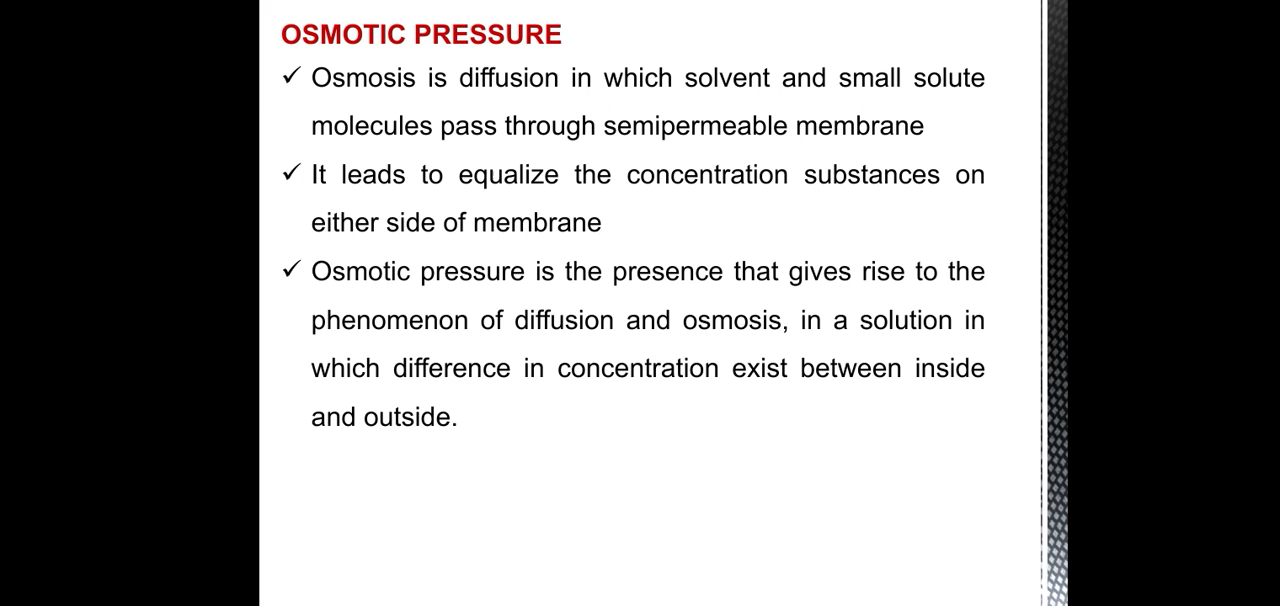 OSMOTIC PRESSURE
✓ Osmosis is diffusion in which solvent and small solute
molecules pass through semipermeable membrane
✓ It leads to equalize the concentration substances on
either side of membrane
✓ Osmotic pressure is the presence that gives rise to the
phenomenon of diffusion and osmosis, in a solution in
which difference in concentration exist between inside
and outside.